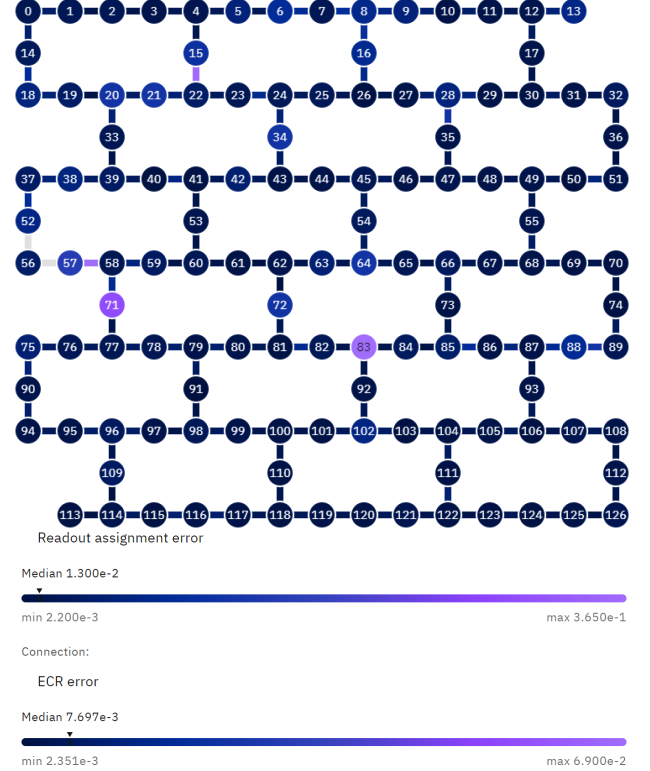 0 1 2 3 4 5 6 7 8 9 10 11 12 13
14 15 16 17
18 19 20 21 22 23 24 25 26 27 28 29 30 31 32
33 34 35 36
37 38 39 40 41 42 43 44 45 46 47 48 49 50 51
52 53 54 55
56 57 58 59 60 61 62 63 64 65 66 67 68 69 70
71 72 73 74
75 76 77 78 79 80 81 82 83 84 85 86 87 88 89
90 91 92 93
94 95 96 97 98 99 100 101 102 103 104 105 106 107 108
109 110 111 112
113 114 115 116 117 118 119 120 121 122 123 124 125 126
Readout assignment error
Median 1.300e-2
min 2.200e-3 max 3.650e-1
Connection:
ECR error
Median 7.697e-3
min 2.351e-3 max 6.900e-2